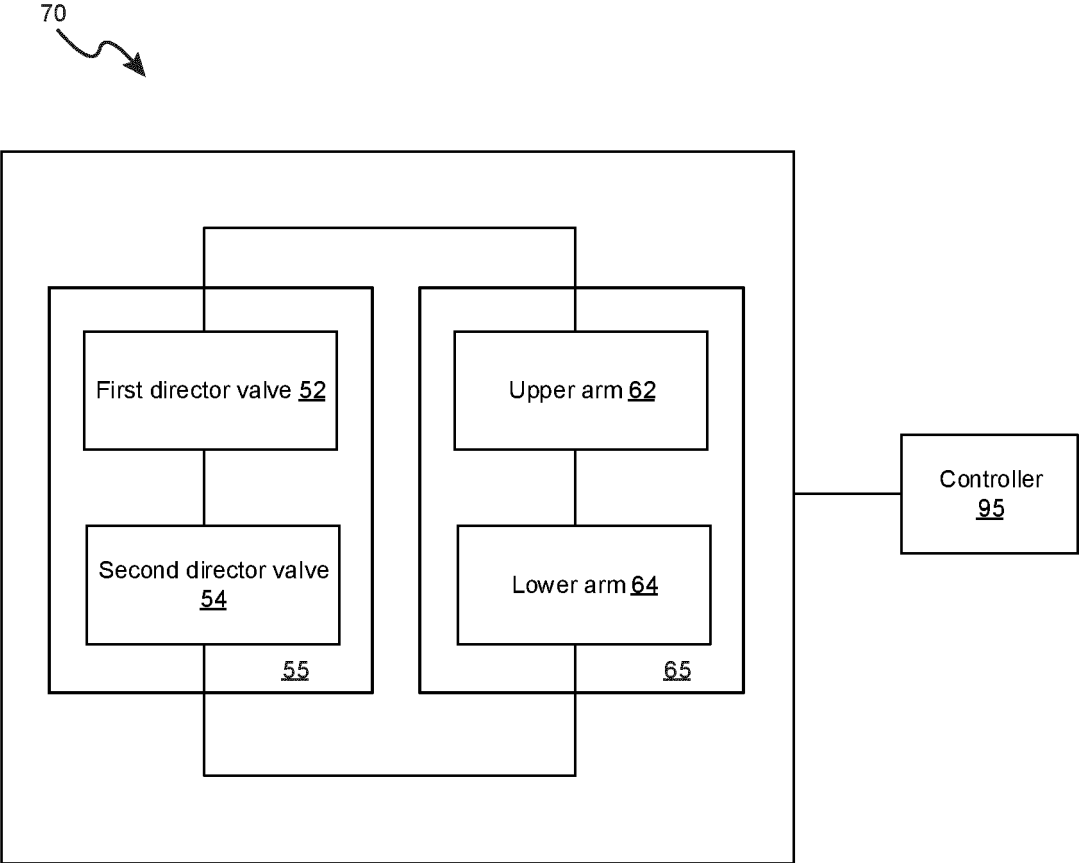 70
First director valve 52
Upper arm 62
Controller
95
Second director valve
54
Lower arm 64
55
65